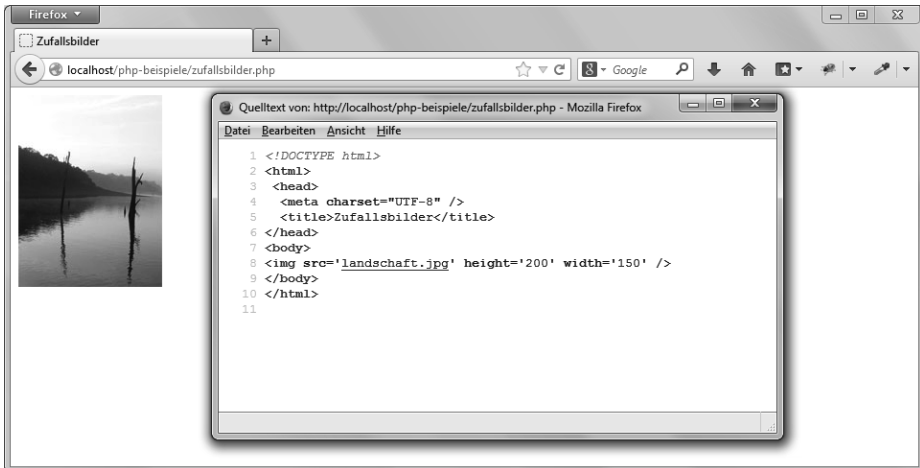 Firefox
Zufallsbilder
localhost/php-beispiele/zufallsbilder.php
Google
Quelltext von: http://localhost/php-beispiele/zufallsbilder.php - Mozilla Firefox
Datei Bearbeiten Ansicht Hilfe
1 <!DOCTYPE html>
2 <html>
3 <head>
4 <meta charset="UTF-8" />
5 <title>Zufallsbilder</title>
6 </head>
7 <body>
8 <img src='landschaft.jpg' height='200' width='150' />
9 </body>
10 </html>
11